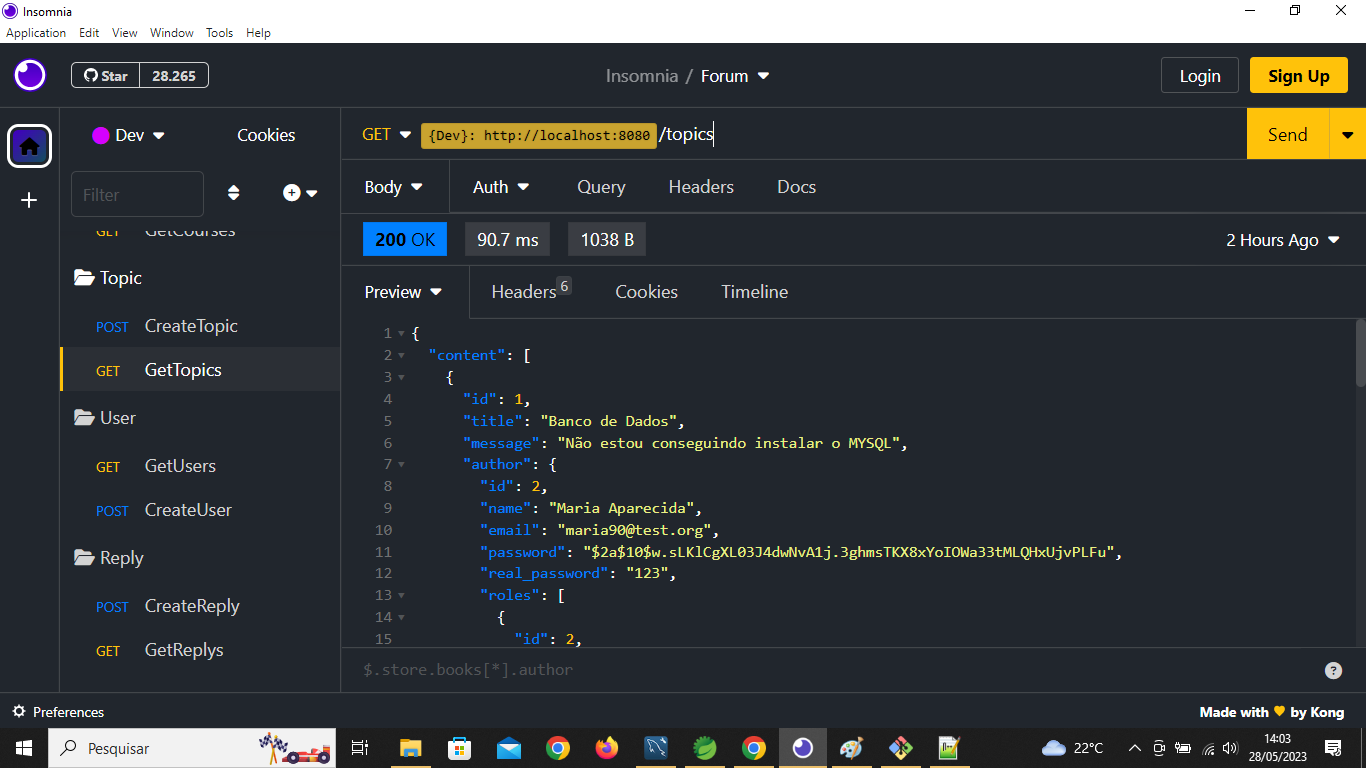 Insomnia
Application Edit View Window Tools Help
Star 28.265
Insomnia / Forum
Login Sign Up
Dev Cookies
GET {Dev}: http://localhost:8080 /topics
Send
Filter
Body Auth Query Headers Docs
200 OK 90.7 ms 1038 B 2 Hours Ago
Preview Headers 6 Cookies Timeline
GET GetCourses
Topic
POST CreateTopic
GET GetTopics
User
GET GetUsers
POST CreateUser
Reply
POST CreateReply
GET GetReplys
1 {
2 "content": [
3 {
4 "id": 1,
5 "title": "Banco de Dados",
6 "message": "Não estou conseguindo instalar o MYSQL",
7 "author": {
8 "id": 2,
9 "name": "Maria Aparecida",
10 "email": "maria90@test.org",
11 "password": "$2a$10$w.sLKlCgXL03J4dwNvA1j.3ghmsTKX8xYoIOWa33tMLQHxUjvPLFu",
12 "real_password": "123",
13 "roles": [
14 {
15 "id": 2,
$.store.books[*].author
?
Preferences
Made with by Kong
Pesquisar
22°C
14:03
28/05/2023